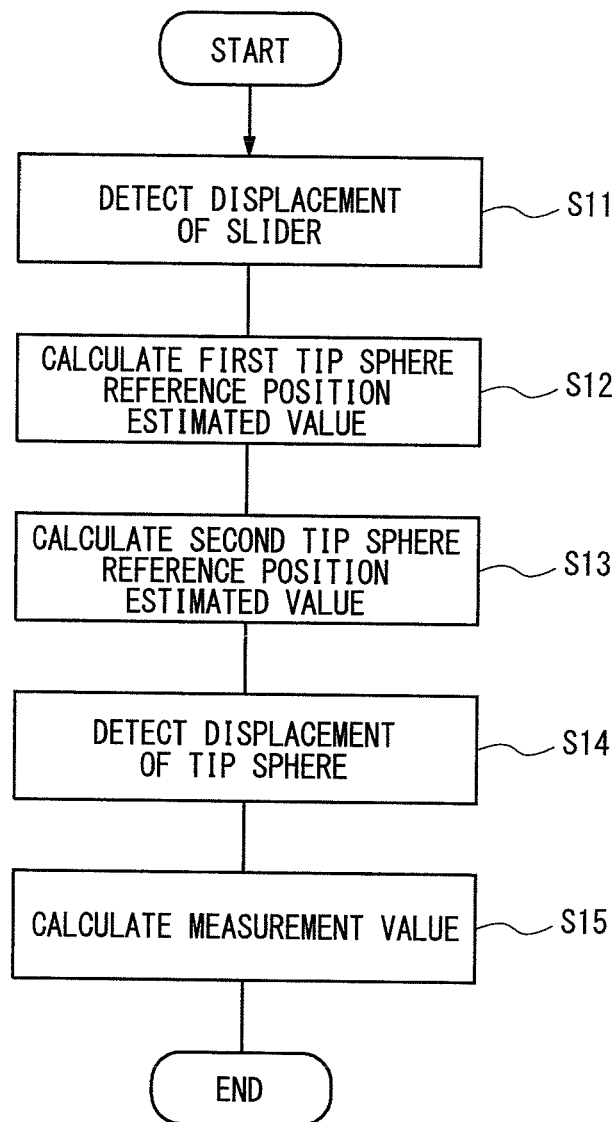 START
DETECT DISPLACEMENT
OF SLIDER
S11
CALCULATE FIRST TIP SPHERE
REFERENCE POSITION
ESTIMATED VALUE
S12
CALCULATE SECOND TIP SPHERE
REFERENCE POSITION
ESTIMATED VALUE
S13
DETECT DISPLACEMENT
OF TIP SPHERE
S14
CALCULATE MEASUREMENT VALUE
S15
END